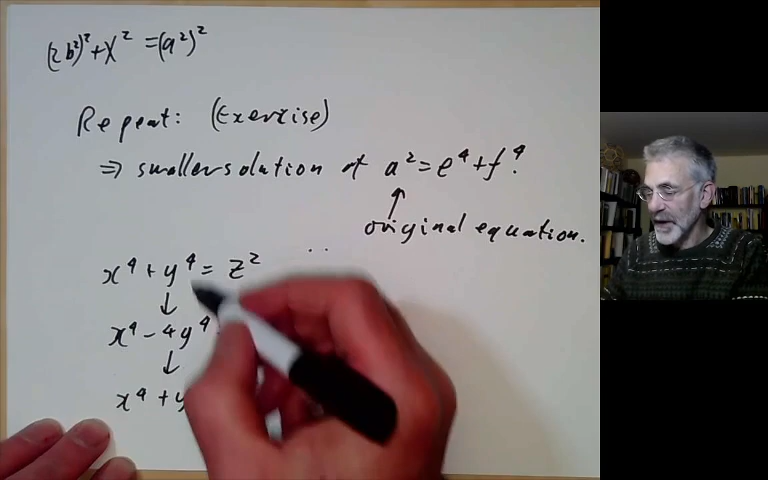 (2b²)²+x² =(a²)²
Repeat: (Exercise)
⇒ smaller solution of a²=e⁴+f⁴.
↑
original equation.
x⁴+y⁴=z²
↓
x⁴-4y⁴
↓
x⁴+y